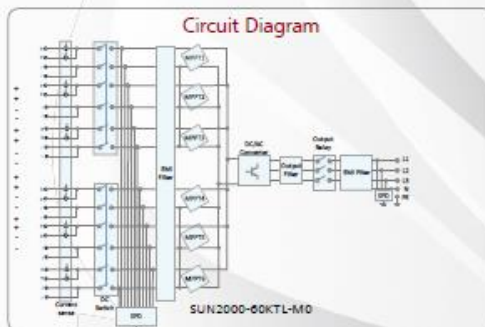 Circuit Diagram
MPPT1
MPPT2
MPPT3
MPPT4
MPPT5
MPPT6
EMI Filter
DC/AC
Converter
Output
Filter
Output
Relay
EMI Filter
L1
L2
L3
N
PE
SPD
Current
sense
DC
Switch
SPD
SUN2000-60KTL-M0